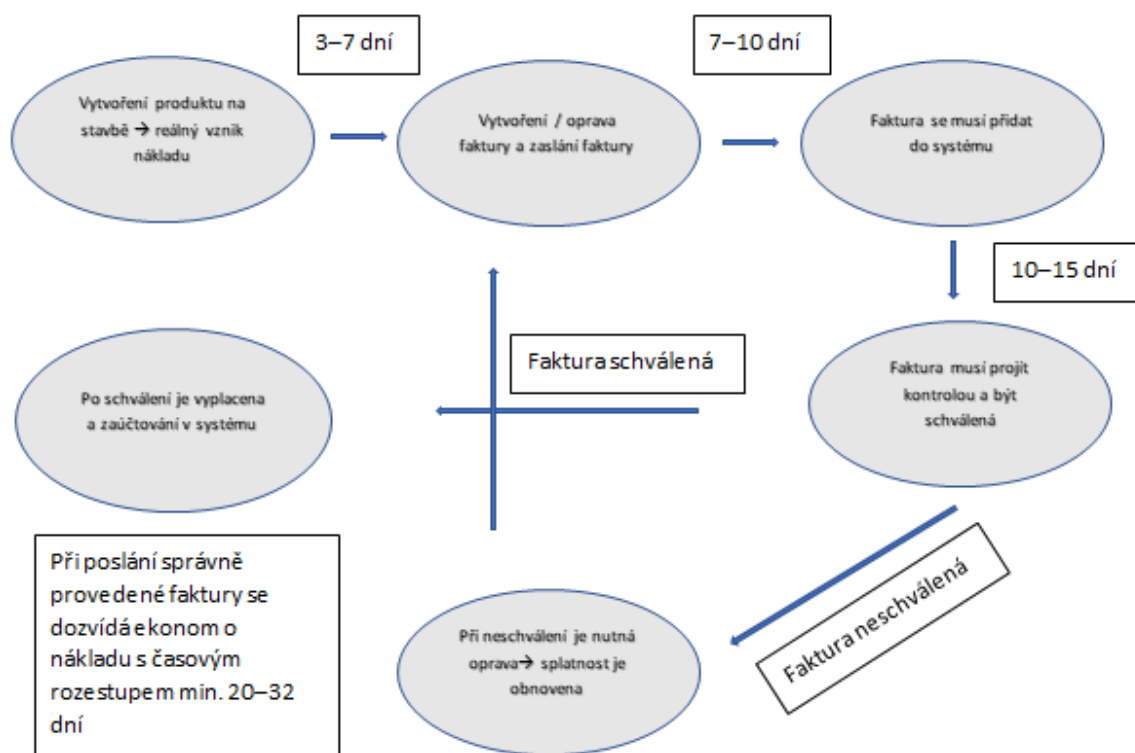 3–7 dní
7–10 dní
Vytvoření produktu na
stavbě → reálný vznik
nákladu
Vytvoření / oprava
faktury a zaslání faktury
Faktura se musí přidat
do systému
10–15 dní
Faktura schválená
Po schválení je vyplacena
a zaúčtování v systému
Faktura musí projít
kontrolou a být
schválená
Při poslání správně
provedené faktury se
dozvídá ekonom o
nákladu s časovým
rozestupem min. 20–32
dní
Při neschválení je nutná
oprava→ splatnost je
obnovena
Faktura neschválená